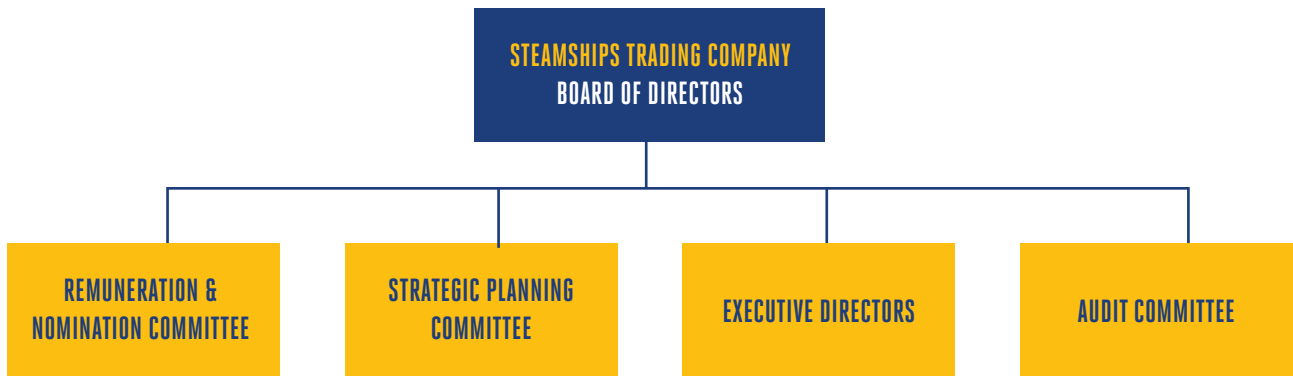 STEAMSHIPS TRADING COMPANY
BOARD OF DIRECTORS
REMUNERATION &
NOMINATION COMMITTEE
STRATEGIC PLANNING
COMMITTEE
EXECUTIVE DIRECTORS
AUDIT COMMITTEE